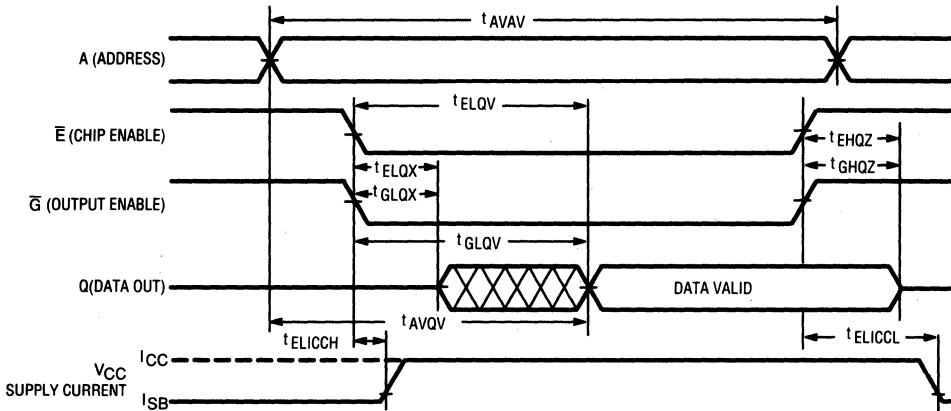 t AVAV
A (ADDRESS)
t ELQV
E̅ (CHIP ENABLE)
t EHQZ
t ELQX
t GHQZ
t GLQX
G̅ (OUTPUT ENABLE)
t GLQV
Q(DATA OUT)
DATA VALID
t AVQV
t ELICCH
t ELICCL
ICC
VCC
SUPPLY CURRENT
ISB